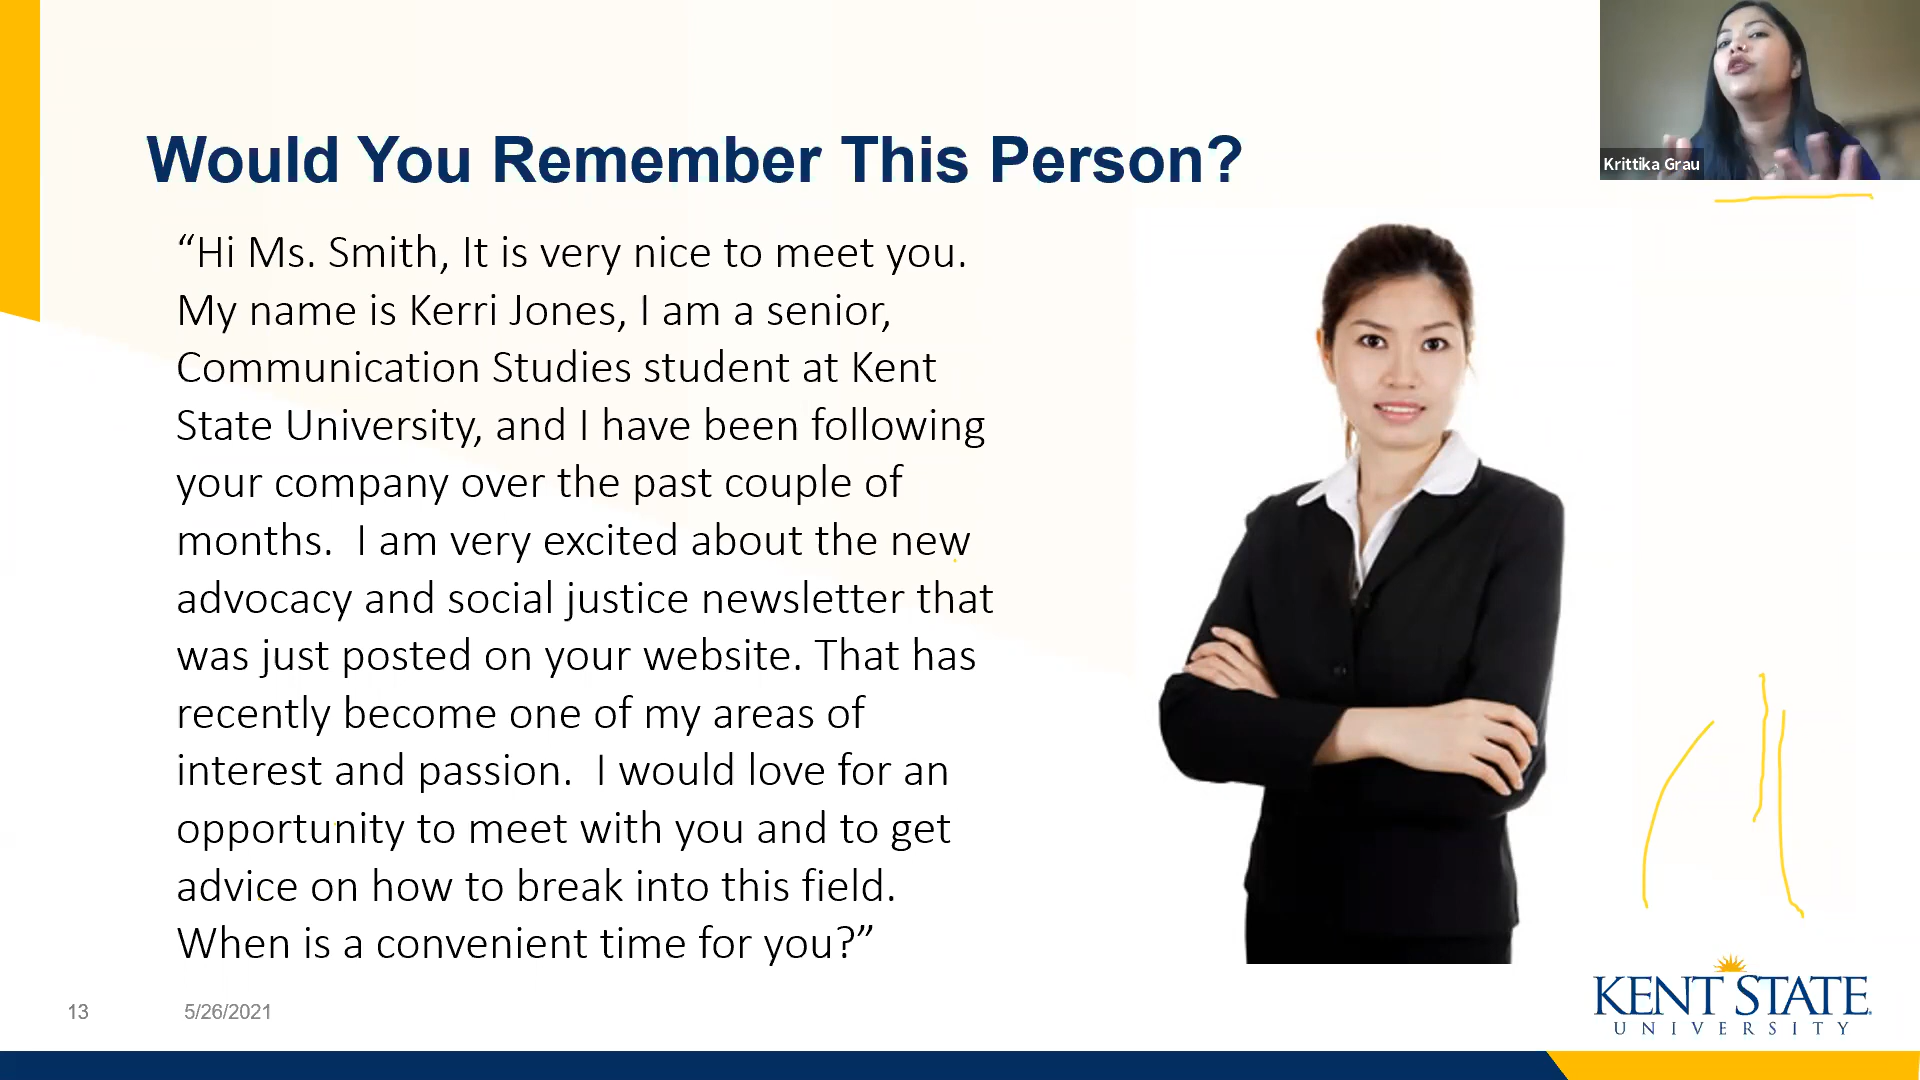 Krittika Grau
Would You Remember This Person?
“Hi Ms. Smith, It is very nice to meet you.
My name is Kerri Jones, I am a senior,
Communication Studies student at Kent
State University, and I have been following
your company over the past couple of
months.  I am very excited about the new
advocacy and social justice newsletter that
was just posted on your website. That has
recently become one of my areas of
interest and passion.  I would love for an
opportunity to meet with you and to get
advice on how to break into this field.
When is a convenient time for you?”
13
5/26/2021
KENT STATE
UNIVERSITY